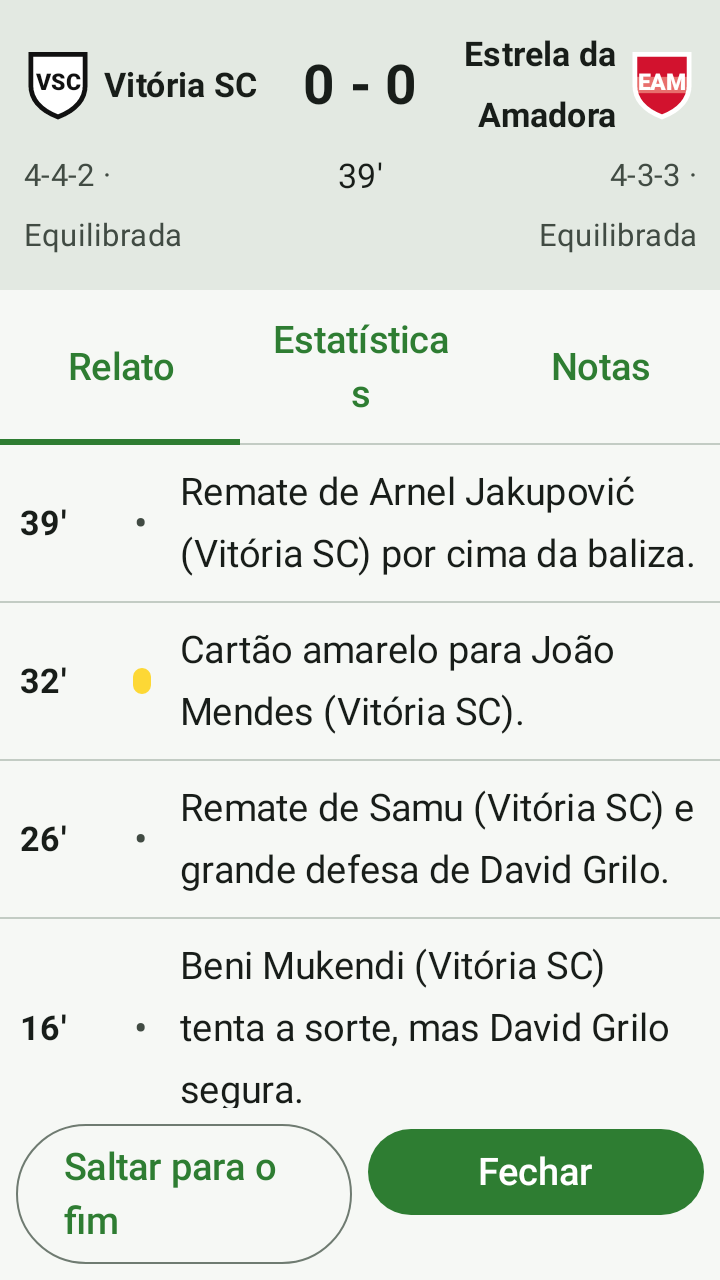 VSC Vitória SC 0 - 0 Estrela da
Amadora EAM
4-4-2 · 39' 4-3-3 ·
Equilibrada Equilibrada
Relato Estatística
s Notas
39' • Remate de Arnel Jakupović
(Vitória SC) por cima da baliza.
32' Cartão amarelo para João
Mendes (Vitória SC).
26' • Remate de Samu (Vitória SC) e
grande defesa de David Grilo.
16' • Beni Mukendi (Vitória SC)
tenta a sorte, mas David Grilo
segura.
Saltar para o
fim
Fechar